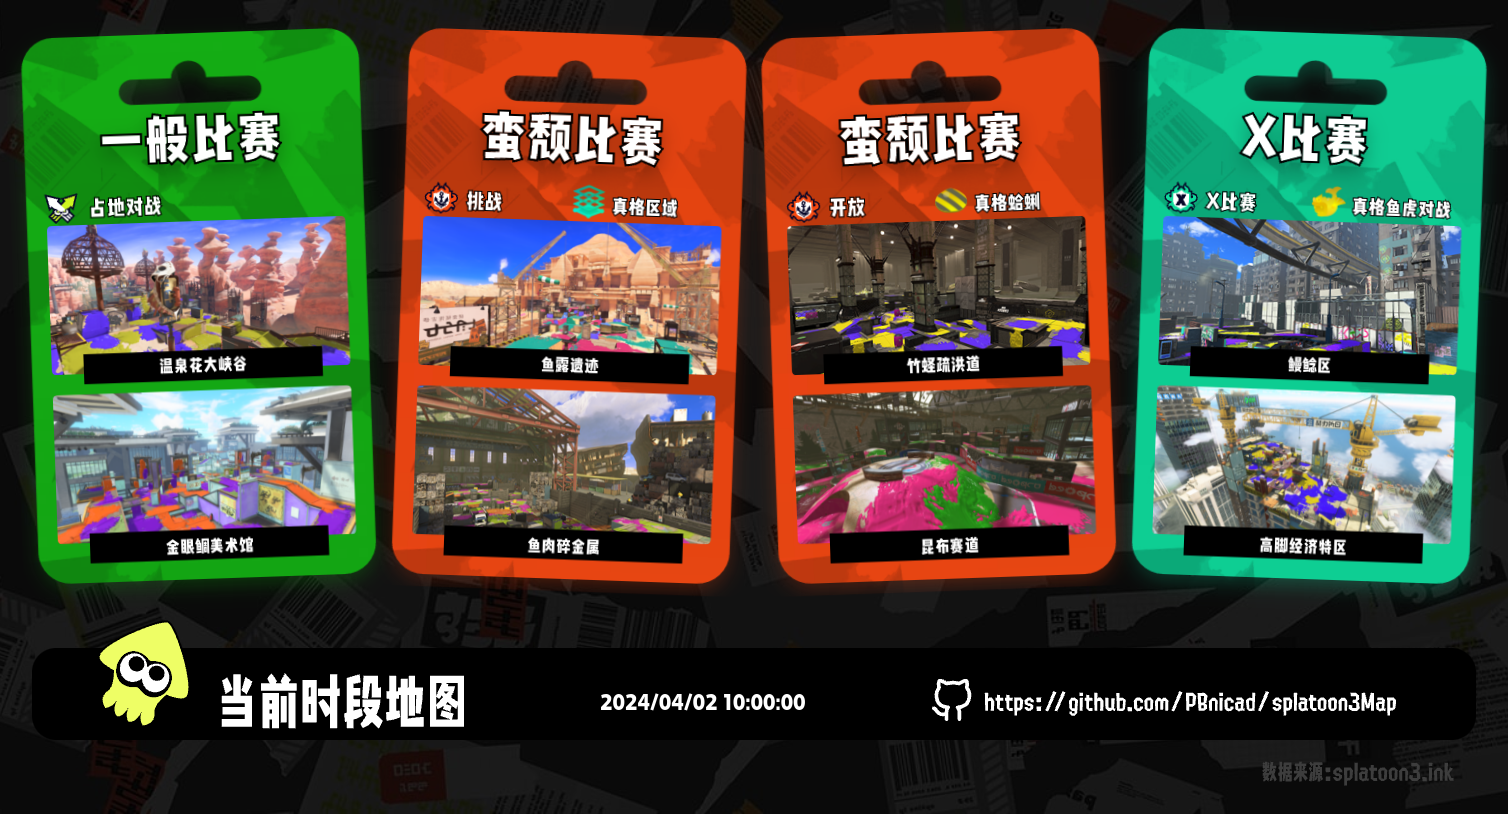 一般比赛
占地对战
温泉花大峡谷
金眼鲷美术馆
蛮颓比赛
挑战
真格区域
鱼露遗迹
鱼肉碎金属
蛮颓比赛
开放
真格蛤蜊
竹蛏疏洪道
昆布赛道
X比赛
X比赛
真格鱼虎对战
鳗鲶区
高脚经济特区
当前时段地图
2024/04/02 10:00:00
https://github.com/PBnicad/splatoon3Map
数据来源:splatoon3.ink